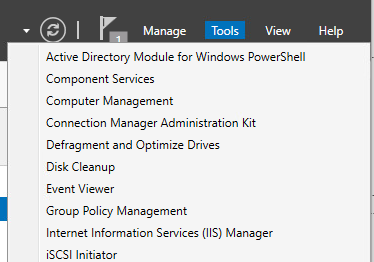 1 Manage Tools View Help
Active Directory Module for Windows PowerShell
Component Services
Computer Management
Connection Manager Administration Kit
Defragment and Optimize Drives
Disk Cleanup
Event Viewer
Group Policy Management
Internet Information Services (IIS) Manager
iSCSI Initiator